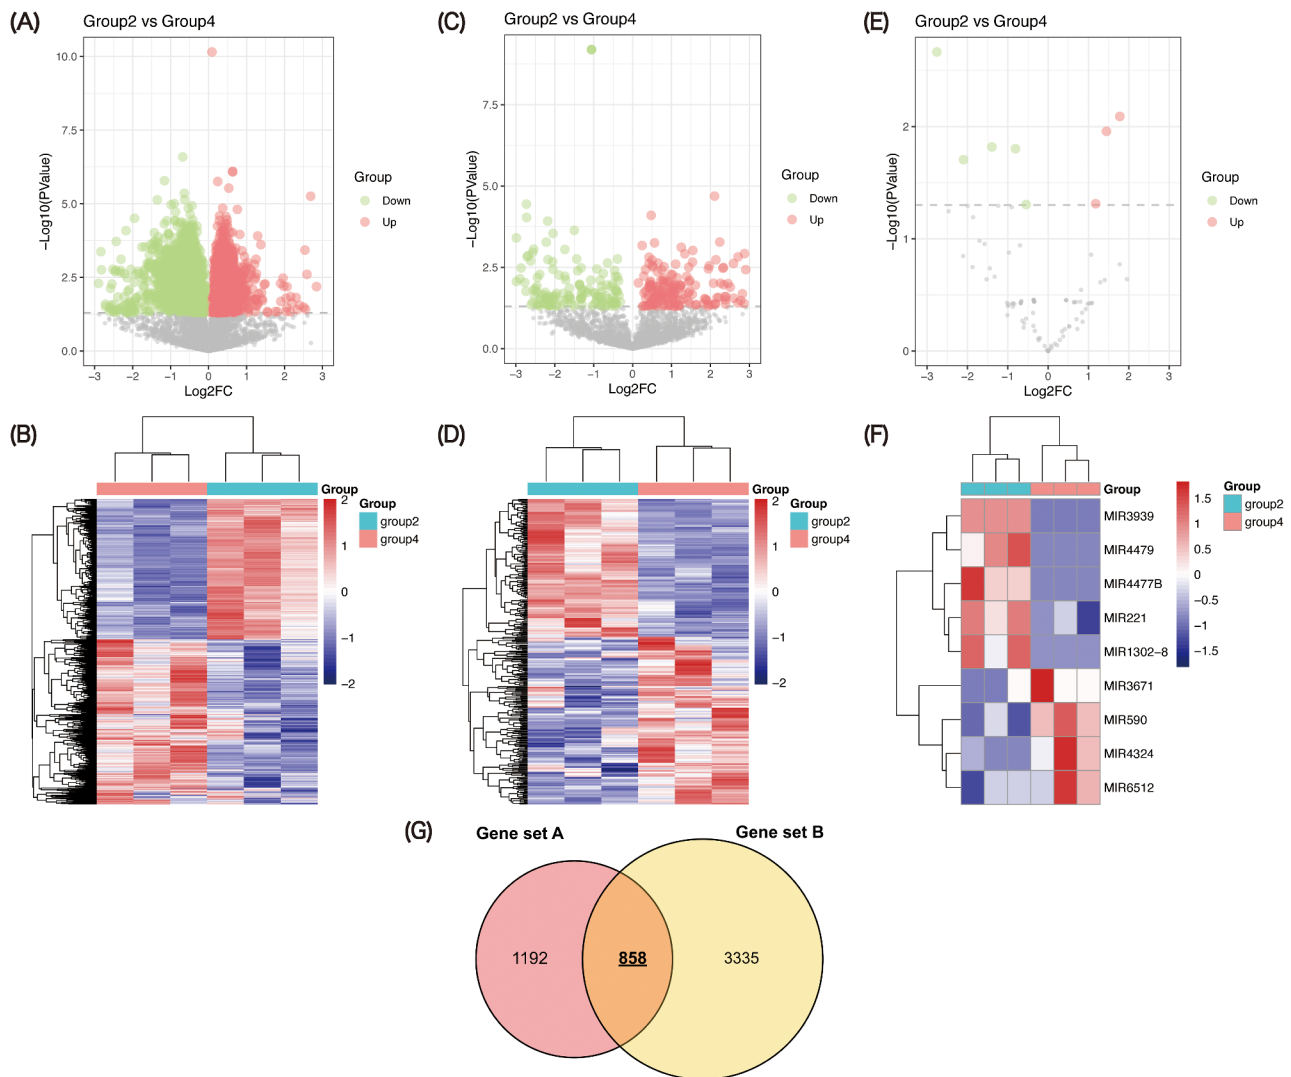 (A)
Group2 vs Group4
−Log10(PValue)
10.0
7.5
5.0
2.5
0.0
−3 −2 −1 0 1 2 3
Log2FC
Group
Down
Up
(C)
Group2 vs Group4
−Log10(PValue)
7.5
5.0
2.5
0.0
−3 −2 −1 0 1 2 3
Log2FC
Group
Down
Up
(E)
Group2 vs Group4
−Log10(PValue)
2
1
0
−3 −2 −1 0 1 2 3
Log2FC
Group
Down
Up
(B)
Group
2
1
0
−1
−2
Group
group2
group4
(D)
Group
2
1
0
−1
−2
Group
group2
group4
(F)
Group
MIR3939
MIR4479
MIR4477B
MIR221
MIR1302−8
MIR3671
MIR590
MIR4324
MIR6512
1.5
1
0.5
0
−0.5
−1
−1.5
Group
group2
group4
(G)
Gene set A
Gene set B
1192
858
3335